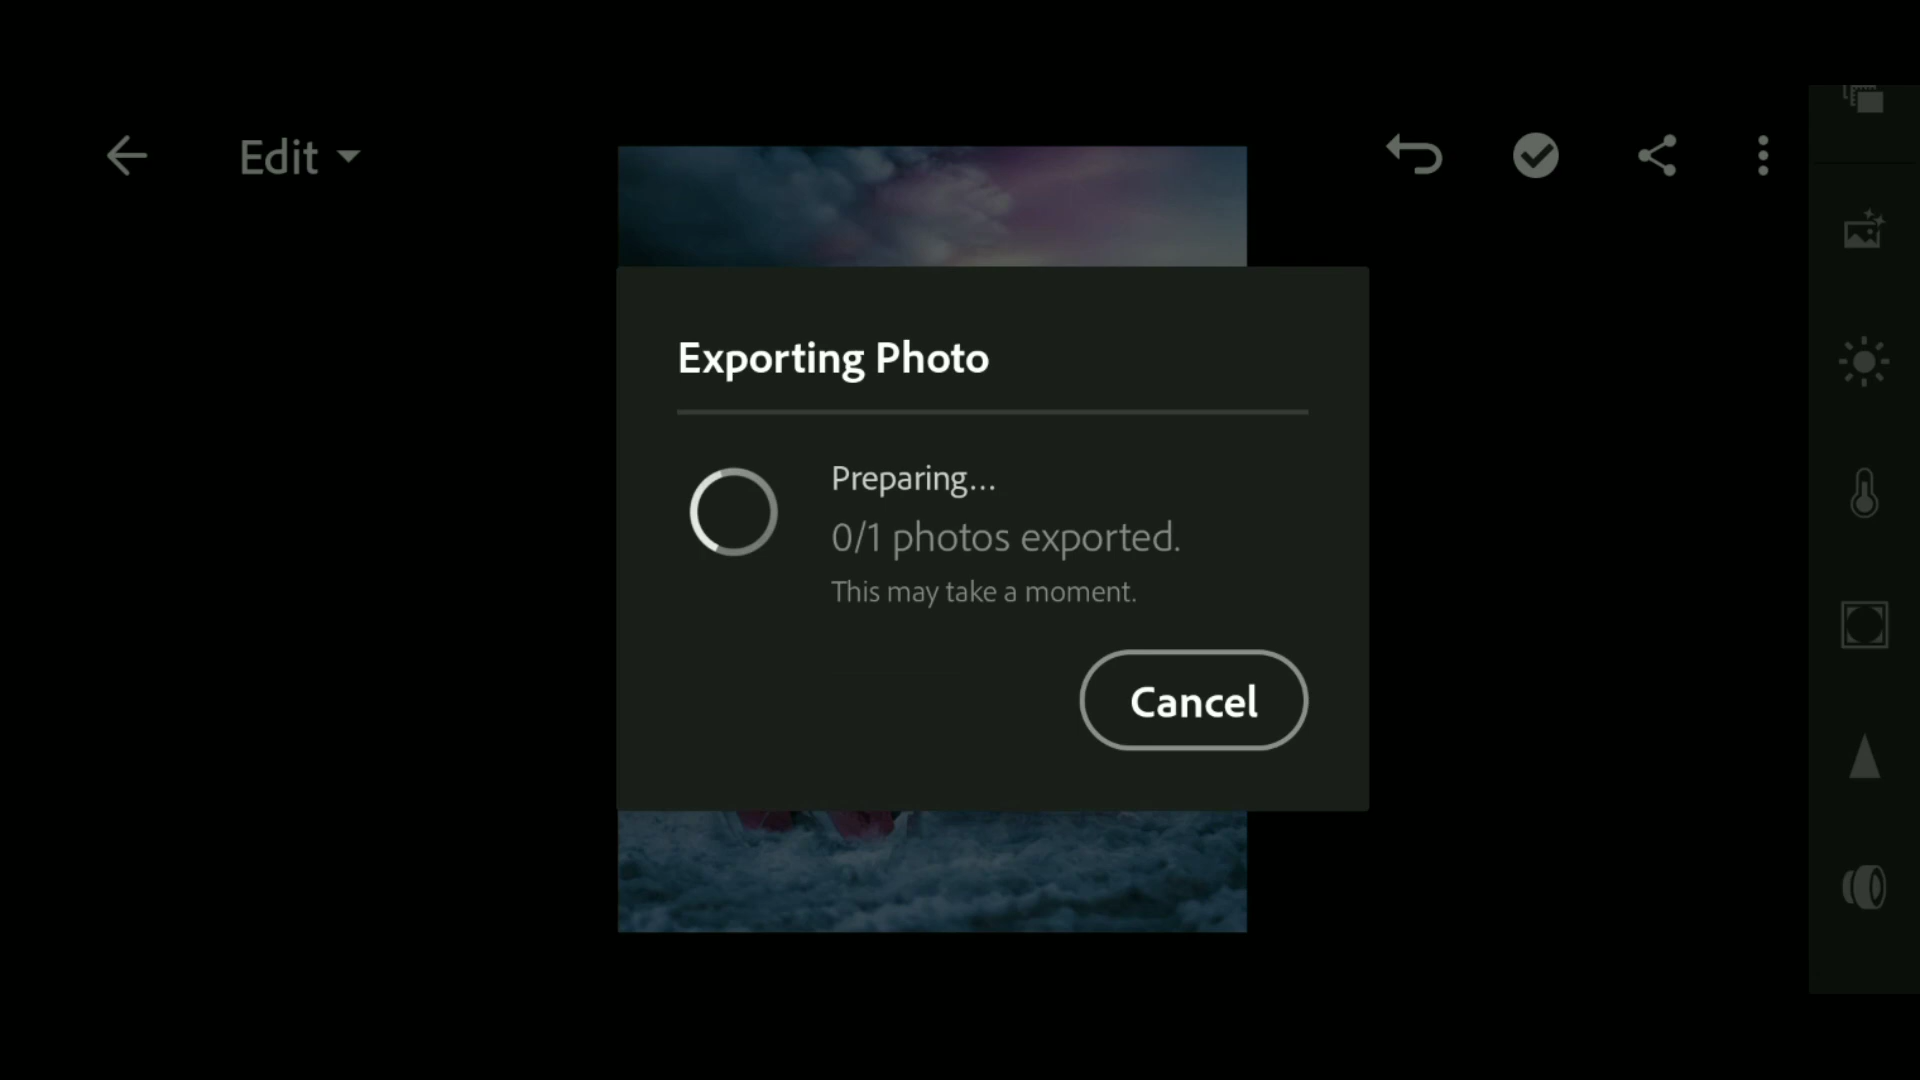 Edit
Exporting Photo
Preparing...
0/1 photos exported.
This may take a moment.
Cancel